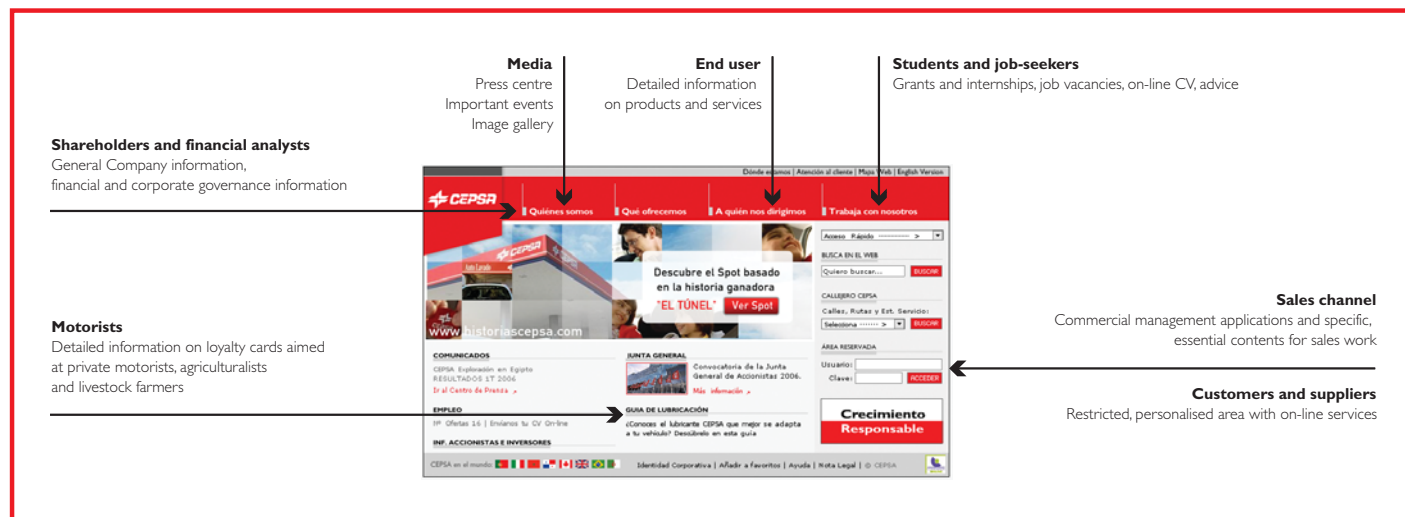 Media
Press centre
Important events
Image gallery
End user
Detailed information
on products and services
Students and job-seekers
Grants and internships, job vacancies, on-line CV, advice
Shareholders and financial analysts
General Company information,
financial and corporate governance information
Motorists
Detailed information on loyalty cards aimed
at private motorists, agriculturalists
and livestock farmers
Dónde estamos | Atención al cliente | Mapa Web | English Version
CEPSA
Quiénes somos
Qué ofrecemos
A quién nos dirigimos
Trabaja con nosotros
CEPSA
Auto Lavado
Descubre el Spot basado
en la historia ganadora
"EL TÚNEL"
Ver Spot
www.historiascepsa.com
Acceso Rápido ---------- >
BUSCA EN EL WEB
Quiero buscar...
BUSCAR
CALLEJERO CEPSA
Calles, Rutas y Est. Servicio:
Selecciona ------- >
BUSCAR
ÁREA RESERVADA
Usuario:
Clave:
ACCEDER
COMUNICADOS
CEPSA Exploración en Egipto
RESULTADOS 1T 2006
Ir al Centro de Prensa
JUNTA GENERAL
Convocatoria de la Junta
General de Accionistas 2006.
Más información
EMPLEO
Nº Ofetas 16 | Envíanos tu CV On-line
GUIA DE LUBRICACIÓN
¿Conoces el lubricante CEPSA que mejor se adapta
a tu vehículo? Descúbrelo en esta guía
INF. ACCIONISTAS E INVERSORES
Crecimiento
Responsable
CEPSA en el mundo:
Identidad Corporativa | Añadir a favoritos | Ayuda | Nota Legal | © CEPSA
Sales channel
Commercial management applications and specific,
essential contents for sales work
Customers and suppliers
Restricted, personalised area with on-line services